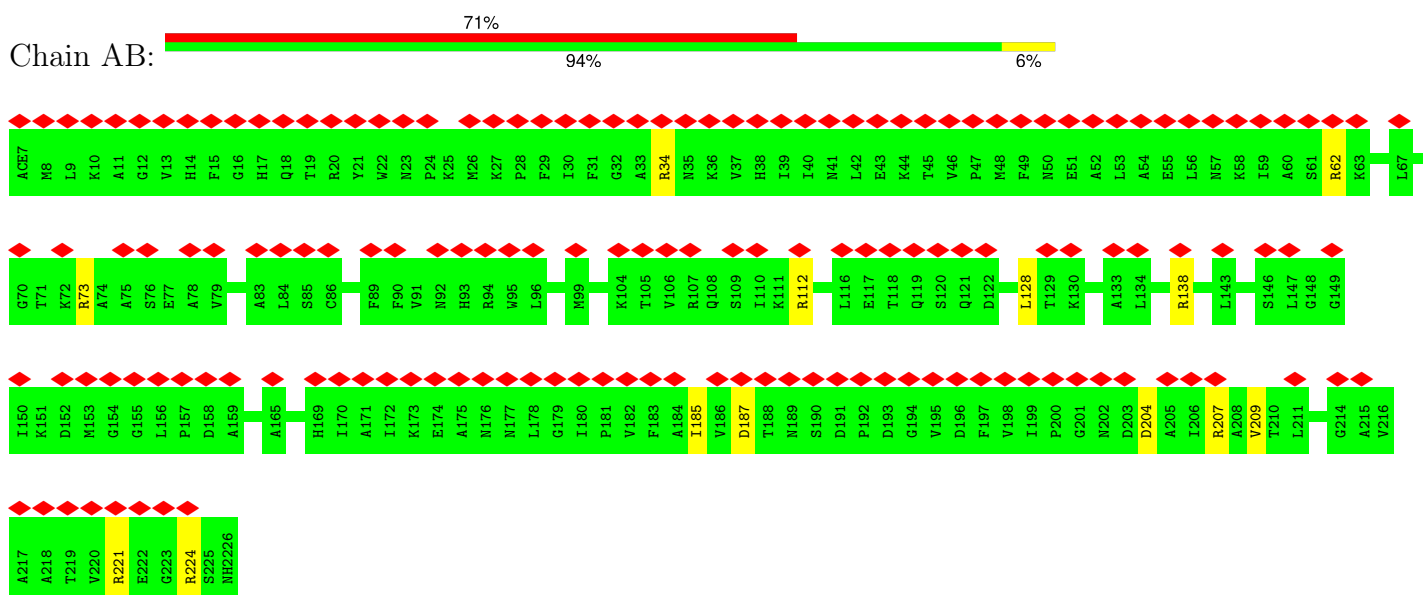 71%
Chain AB:
94% 6%
ACE7 M8 L9 K10 A11 G12 V13 H14 F15 G16 H17 Q18 T19 R20 Y21 W22 N23 P24 K25 M26 K27 P28 F29 I30 F31 G32 A33 R34 N35 K36 V37 H38 I39 I40 N41 L42 E43 K44 T45 V46 P47 M48 F49 N50 E51 A52 L53 A54 E55 L56 N57 K58 I59 A60 S61 R62 K63 L67
G70 T71 K72 R73 A74 A75 S76 E77 A78 V79 A83 L84 S85 C86 F89 F90 V91 N92 H93 R94 W95 L96 M99 K104 T105 V106 R107 Q108 S109 I110 K111 R112 L116 E117 T118 Q119 S120 Q121 D122 L128 T129 K130 A133 L134 R138 L143 S146 L147 G148 G149
I150 K151 D152 M153 G154 G155 L156 P157 D158 A159 A165 H169 I170 A171 I172 K173 E174 A175 N176 N177 L178 G179 I180 P181 V182 F183 A184 I185 V186 D187 T188 N189 S190 D191 P192 D193 G194 V195 D196 F197 V198 I199 P200 G201 N202 D203 D204 A205 I206 R207 A208 V209 T210 L211 G214 A215 V216
A217 A218 T219 V220 R221 E222 G223 R224 S225 NH2226